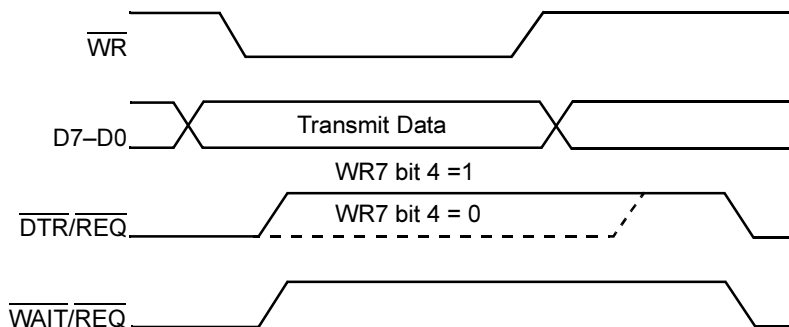 WR
D7–D0
Transmit Data
WR7 bit 4 =1
WR7 bit 4 = 0
DTR/REQ
WAIT/REQ